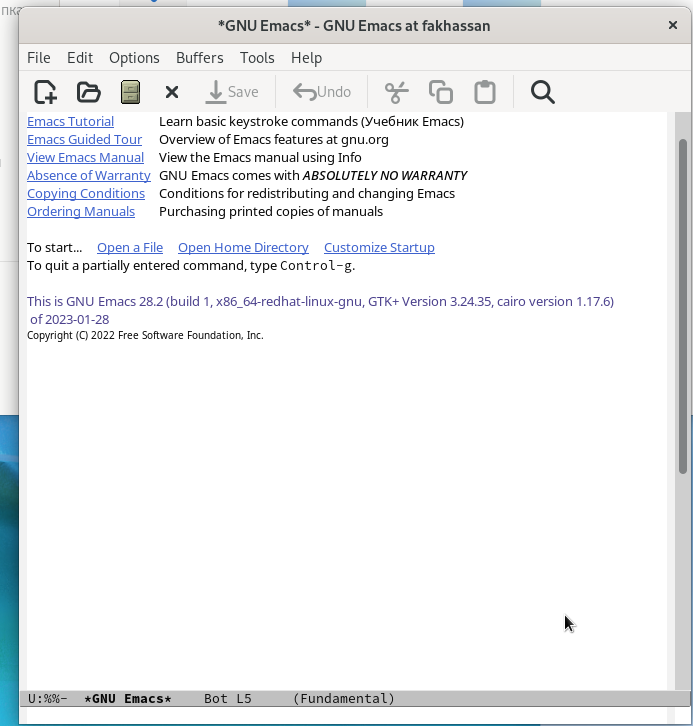 пка
*GNU Emacs* - GNU Emacs at fakhassan
File Edit Options Buffers Tools Help
Save Undo
Emacs Tutorial Learn basic keystroke commands (Учебник Emacs)
Emacs Guided Tour Overview of Emacs features at gnu.org
View Emacs Manual View the Emacs manual using Info
Absence of Warranty GNU Emacs comes with ABSOLUTELY NO WARRANTY
Copying Conditions Conditions for redistributing and changing Emacs
Ordering Manuals Purchasing printed copies of manuals
To start... Open a File Open Home Directory Customize Startup
To quit a partially entered command, type Control-g.
This is GNU Emacs 28.2 (build 1, x86_64-redhat-linux-gnu, GTK+ Version 3.24.35, cairo version 1.17.6)
of 2023-01-28
Copyright (C) 2022 Free Software Foundation, Inc.
U:%%- *GNU Emacs* Bot L5 (Fundamental)